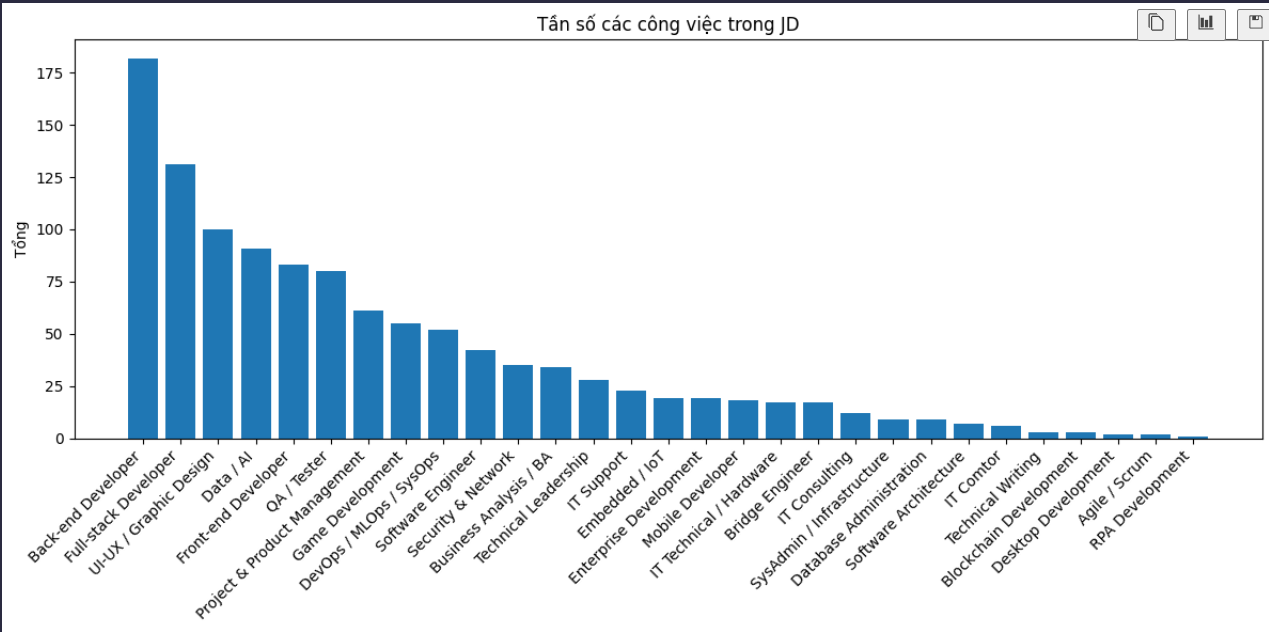 Tần số các công việc trong JD
Tổng
175
150
125
100
75
50
25
0
Back-end Developer
Full-stack Developer
UI-UX / Graphic Design
Data / AI
Front-end Developer
QA / Tester
Project & Product Management
Game Development
DevOps / MLOps / SysOps
Software Engineer
Security & Network
Business Analysis / BA
Technical Leadership
IT Support
Embedded / IoT
Enterprise Development
Mobile Developer
IT Technical / Hardware
Bridge Engineer
IT Consulting
SysAdmin / Infrastructure
Database Administration
Software Architecture
IT Comtor
Technical Writing
Blockchain Development
Desktop Development
Agile / Scrum
RPA Development